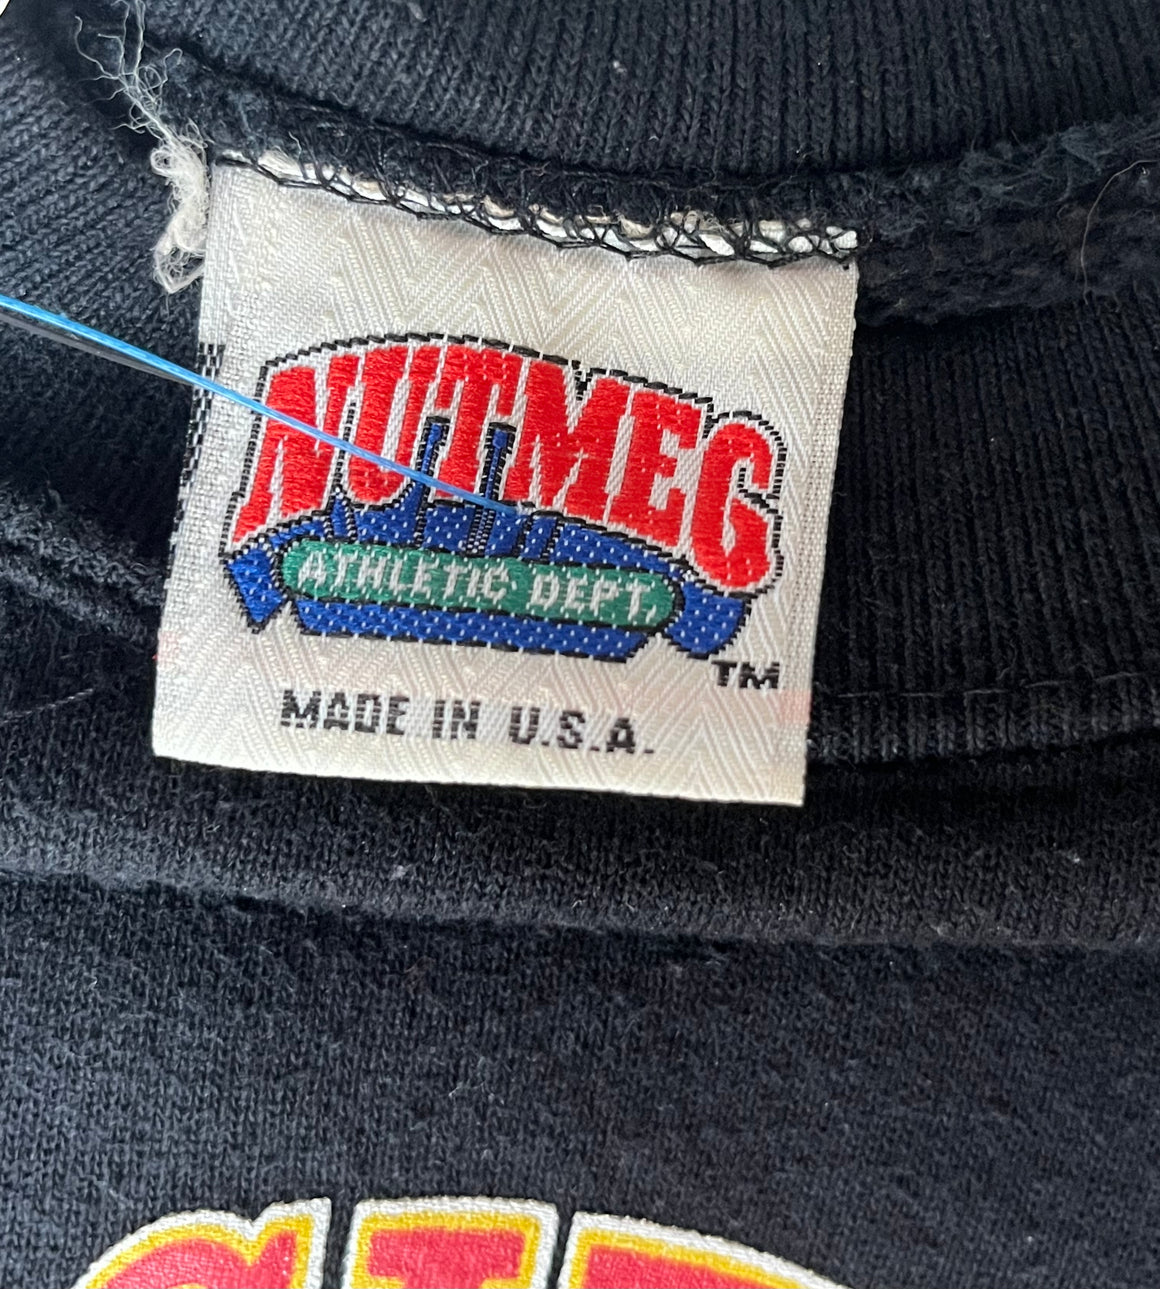 NUTMEG
ATHLETIC DEPT.
TM
MADE IN U.S.A.